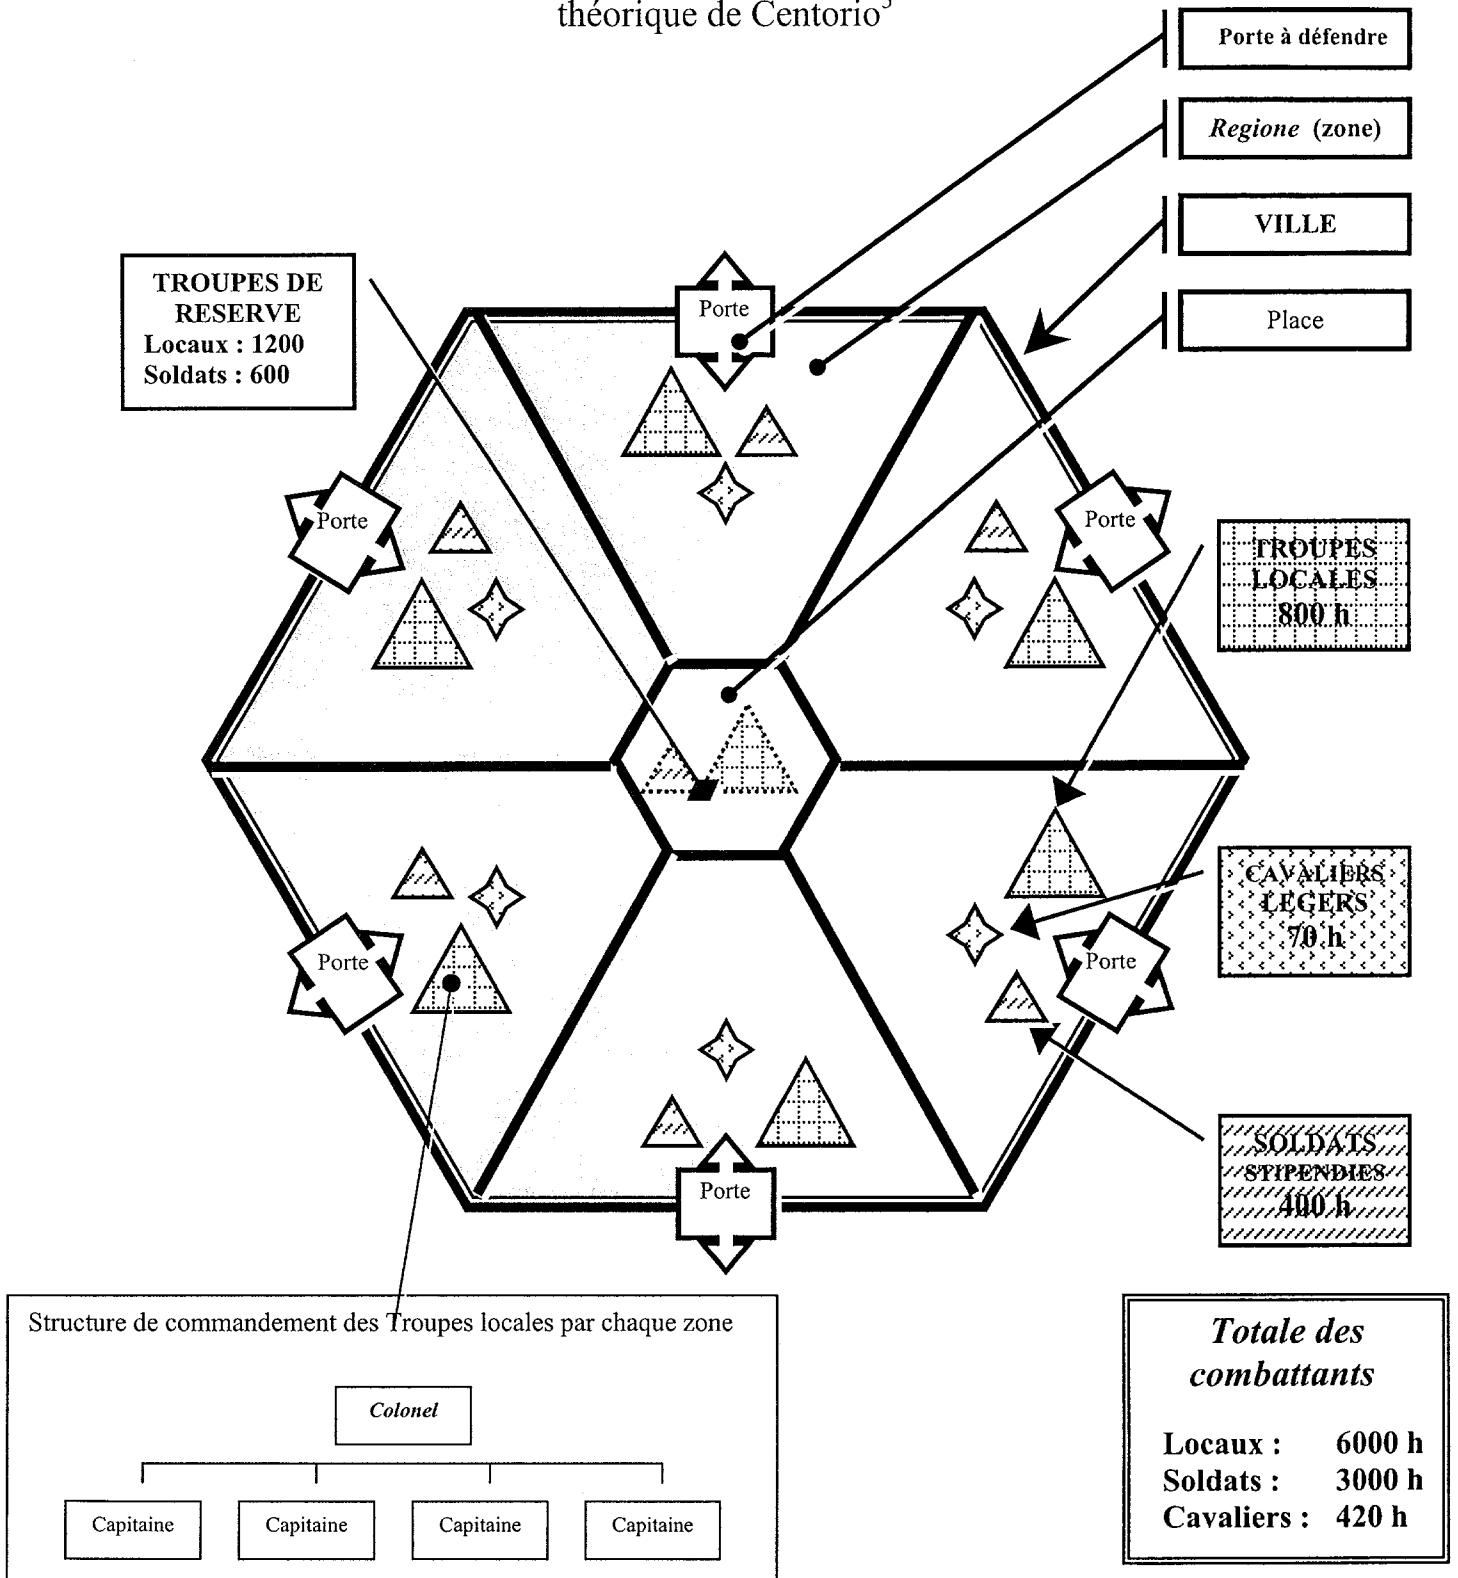 théorique de Centorio⁵
Porte à défendre
Regione (zone)
VILLE
Place
TROUPES DE
RESERVE
Locaux : 1200
Soldats : 600
Porte
Porte
Porte
TROUPES
LOCALES
800 h
CAVALIERS
LEGERS
70 h
Porte
Porte
SOLDATS
STIPENDIES
400 h
Porte
Structure de commandement des Troupes locales par chaque zone
Colonel
Capitaine
Capitaine
Capitaine
Capitaine
Totale des
combattants
Locaux : 6000 h
Soldats : 3000 h
Cavaliers : 420 h